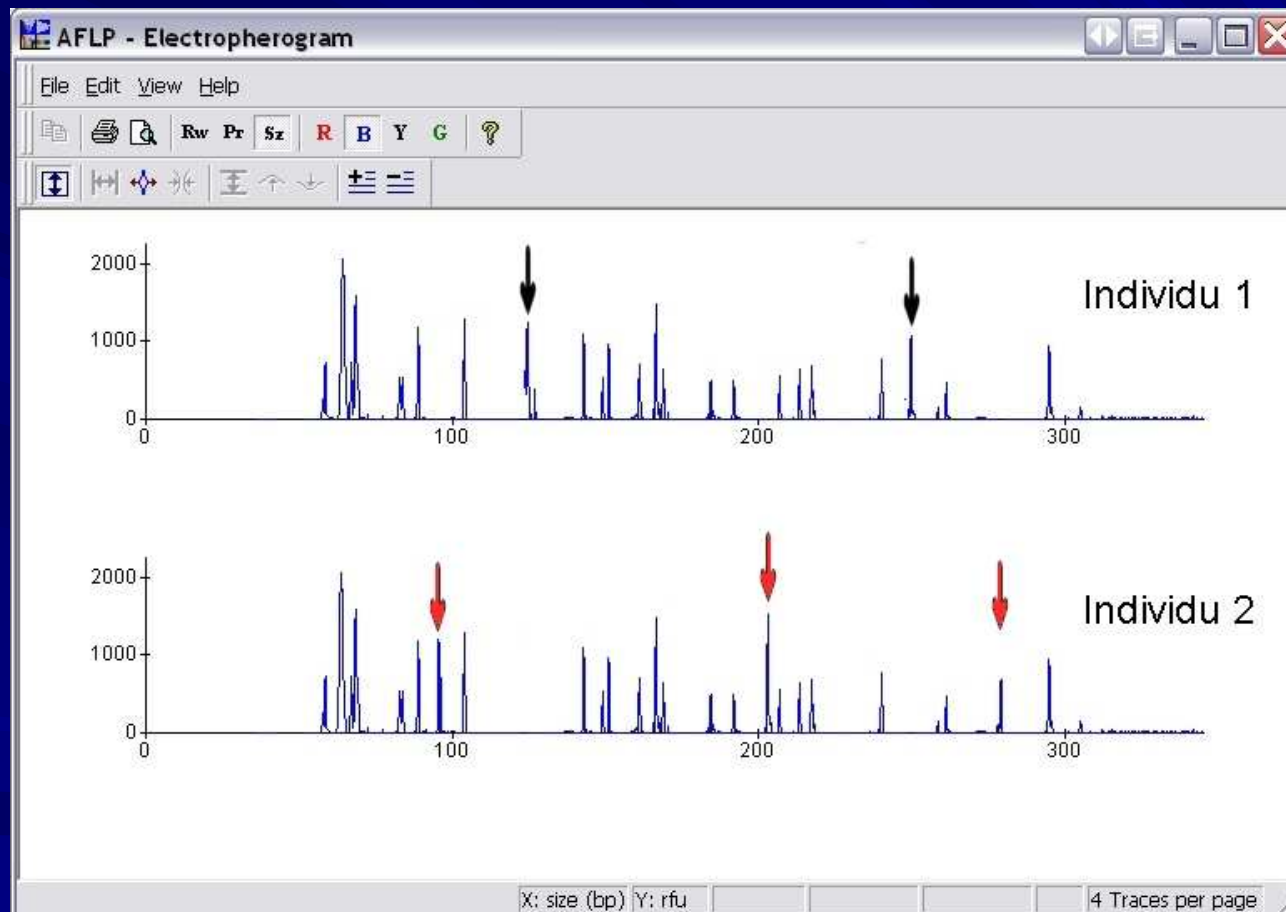 AFLP - Electropherogram
File Edit View Help
Rw Pr Sz R B Y G ?
2000
1000
0
0 100 200 300
Individu 1
2000
1000
0
0 100 200 300
Individu 2
X: size (bp) Y: rfu 4 Traces per page